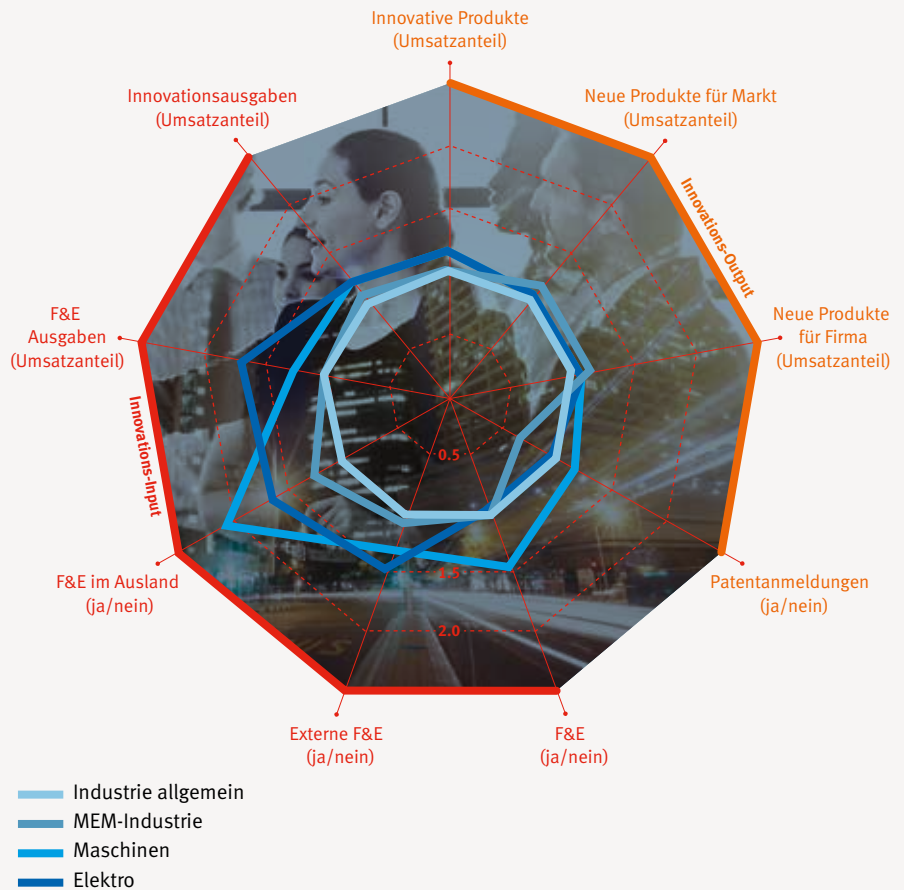 Innovative Produkte
(Umsatzanteil)
Innovationsausgaben
(Umsatzanteil)
Neue Produkte für Markt
(Umsatzanteil)
Innovations-Output
F&E
Ausgaben
(Umsatzanteil)
Neue Produkte
für Firma
(Umsatzanteil)
Innovations-Input
0.5
1.5
2.0
F&E im Ausland
(ja/nein)
Patentanmeldungen
(ja/nein)
Externe F&E
(ja/nein)
F&E
(ja/nein)
Industrie allgemein
MEM-Industrie
Maschinen
Elektro